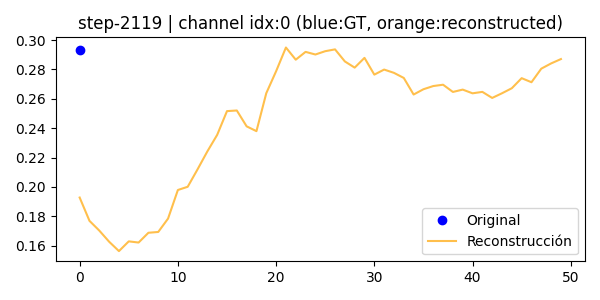 step-2119 | channel idx:0 (blue:GT, orange:reconstructed)
0.30
0.28
0.26
0.24
0.22
0.20
0.18
0.16
Original
Reconstrucción
0 10 20 30 40 50